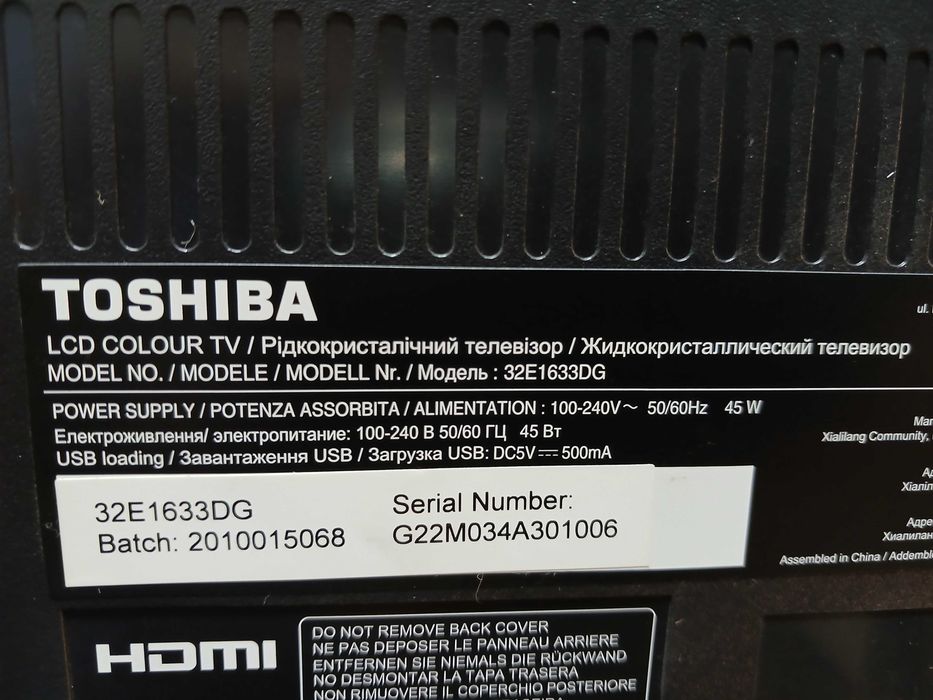 TOSHIBA
ul.
LCD COLOUR TV / Рідкокристалічний телевізор / Жидкокристаллический телевизор
MODEL NO. / MODELE / MODELL Nr. / Модель : 32E1633DG
POWER SUPPLY / POTENZA ASSORBITA / ALIMENTATION : 100-240V～ 50/60Hz 45 W
Електроживлення/ электропитание: 100-240 В 50/60 ГЦ 45 Вт
USB loading / Завантаження USB / Загрузка USB: DC5V⎓500mA
Xialilang Community,
32E1633DG
Batch: 2010015068
Serial Number:
G22M034A301006
Assembled in China /
HDMI
DO NOT REMOVE BACK COVER
NE PAS DEPOSER LE PANNEAU ARRIERE
ENTFERNEN SIE NIEMALS DIE RÜCKWAND
NO DESMONTAR LA TAPA TRASERA
NON RIMUOVERE IL COPERCHIO POSTERIORE